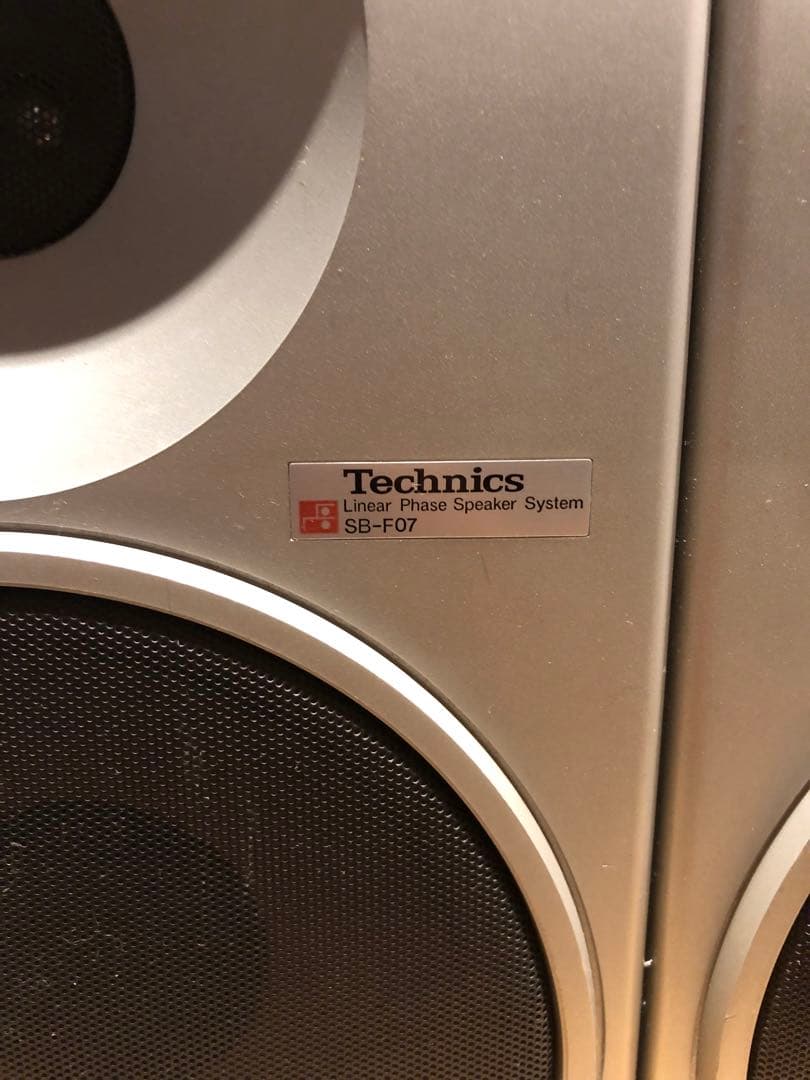 Technics
Linear Phase Speaker System
SB-F07